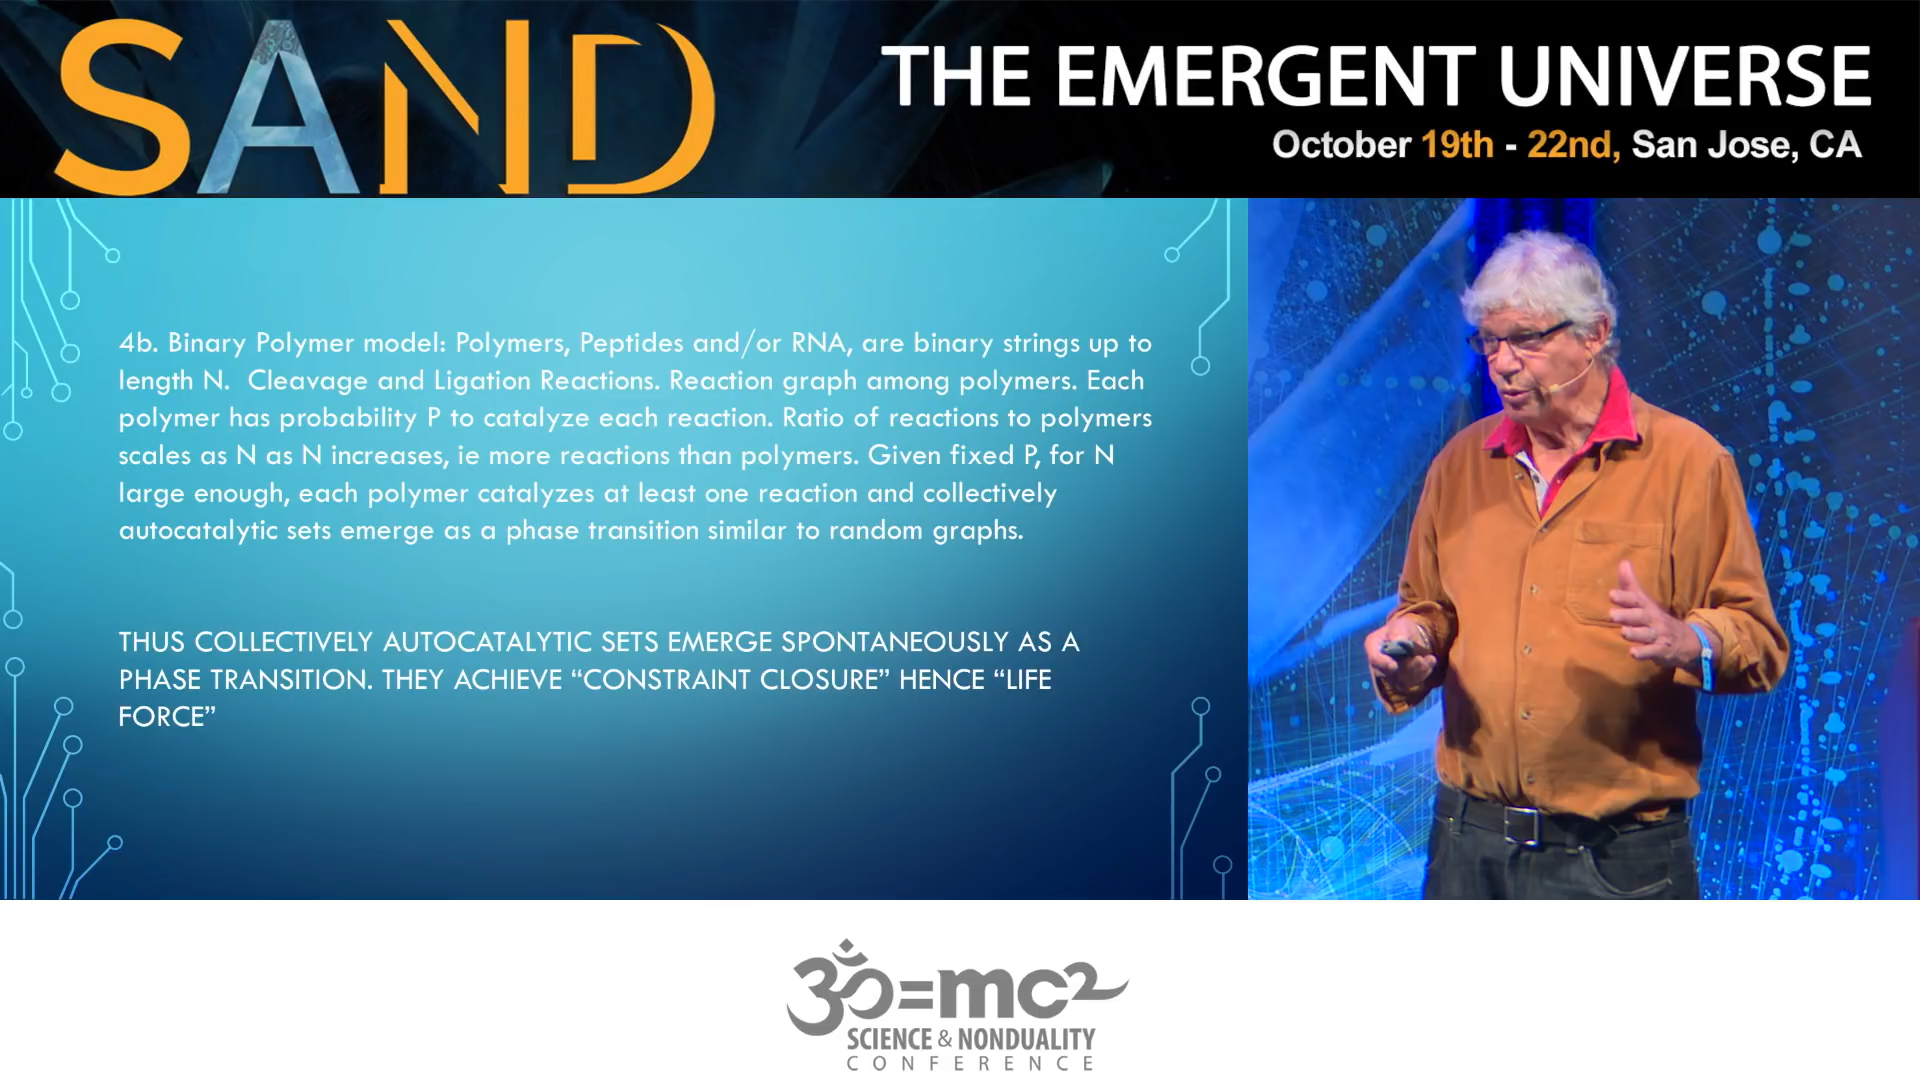 SAND
THE EMERGENT UNIVERSE
October 19th - 22nd, San Jose, CA
4b. Binary Polymer model: Polymers, Peptides and/or RNA, are binary strings up to
length N.  Cleavage and Ligation Reactions. Reaction graph among polymers. Each
polymer has probability P to catalyze each reaction. Ratio of reactions to polymers
scales as N as N increases, ie more reactions than polymers. Given fixed P, for N
large enough, each polymer catalyzes at least one reaction and collectively
autocatalytic sets emerge as a phase transition similar to random graphs.
THUS COLLECTIVELY AUTOCATALYTIC SETS EMERGE SPONTANEOUSLY AS A
PHASE TRANSITION. THEY ACHIEVE “CONSTRAINT CLOSURE” HENCE “LIFE
FORCE”
ॐ=mc²
SCIENCE & NONDUALITY
CONFERENCE